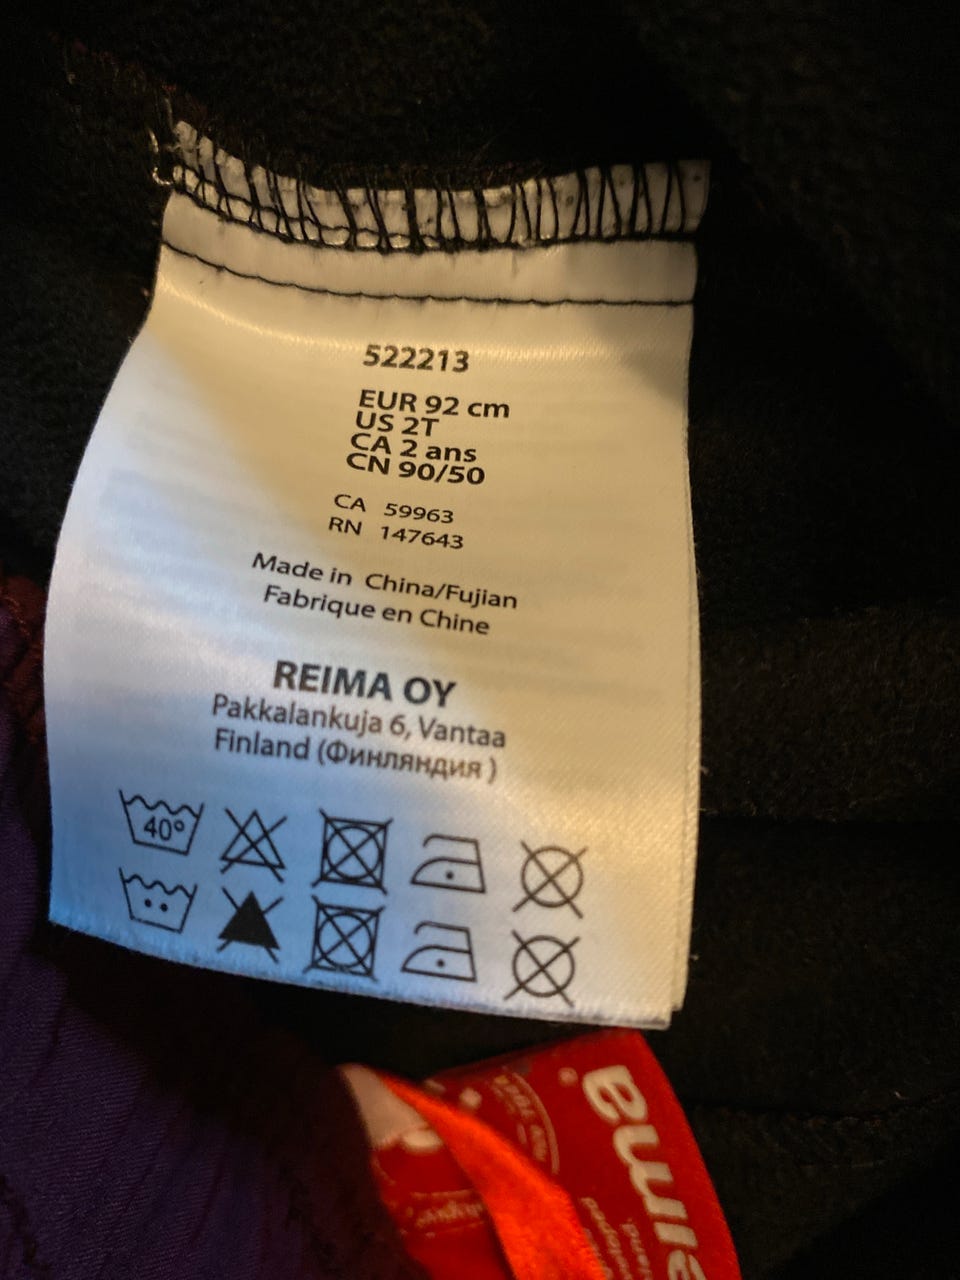 522213
EUR 92 cm
US 2T
CA 2 ans
CN 90/50
CA 59963
RN 147643
Made in China/Fujian
Fabrique en Chine
REIMA OY
Pakkalankuja 6, Vantaa
Finland (Финляндия )
40°